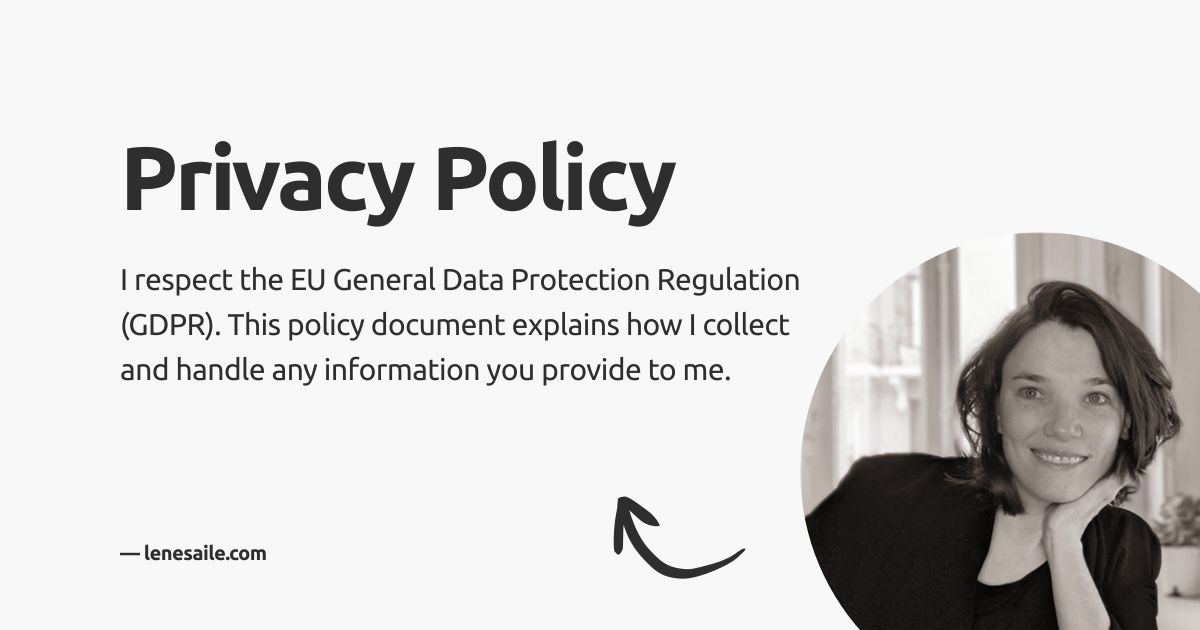 Privacy Policy
I respect the EU General Data Protection Regulation
(GDPR). This policy document explains how I collect
and handle any information you provide to me.
— lenesaile.com